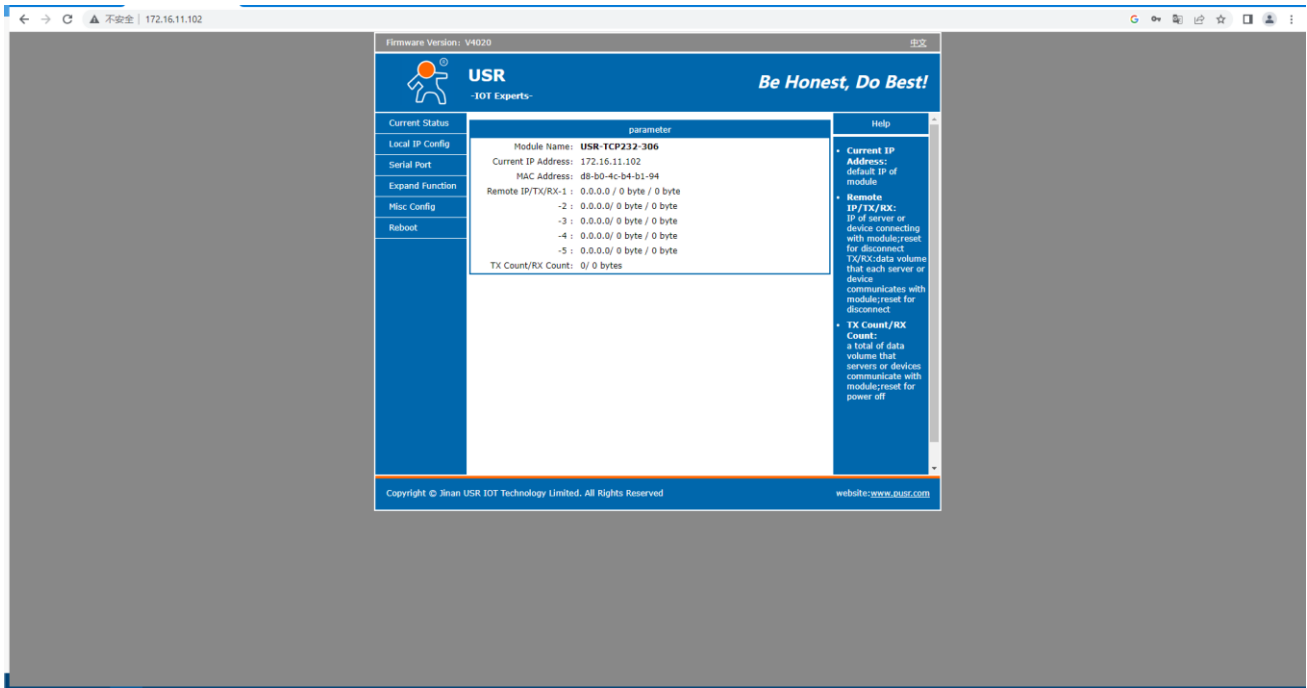 不安全 | 172.16.11.102
Firmware Version: V4020
中文
USR
-IOT Experts-
Be Honest, Do Best!
Current Status
Local IP Config
Serial Port
Expand Function
Misc Config
Reboot
parameter
Module Name: USR-TCP232-306
Current IP Address: 172.16.11.102
MAC Address: d8-b0-4c-b4-b1-94
Remote IP/TX/RX-1 : 0.0.0.0 / 0 byte / 0 byte
-2 : 0.0.0.0/ 0 byte / 0 byte
-3 : 0.0.0.0/ 0 byte / 0 byte
-4 : 0.0.0.0/ 0 byte / 0 byte
-5 : 0.0.0.0/ 0 byte / 0 byte
TX Count/RX Count: 0/ 0 bytes
Help
• Current IP
Address:
default IP of
module
• Remote
IP/TX/RX:
IP of server or
device connecting
with module;reset
for disconnect
TX/RX:data volume
that each server or
device
communicates with
module;reset for
disconnect
• TX Count/RX
Count:
a total of data
volume that
servers or devices
communicate with
module;reset for
power off
Copyright © Jinan USR IOT Technology Limited. All Rights Reserved
website:www.pusr.com